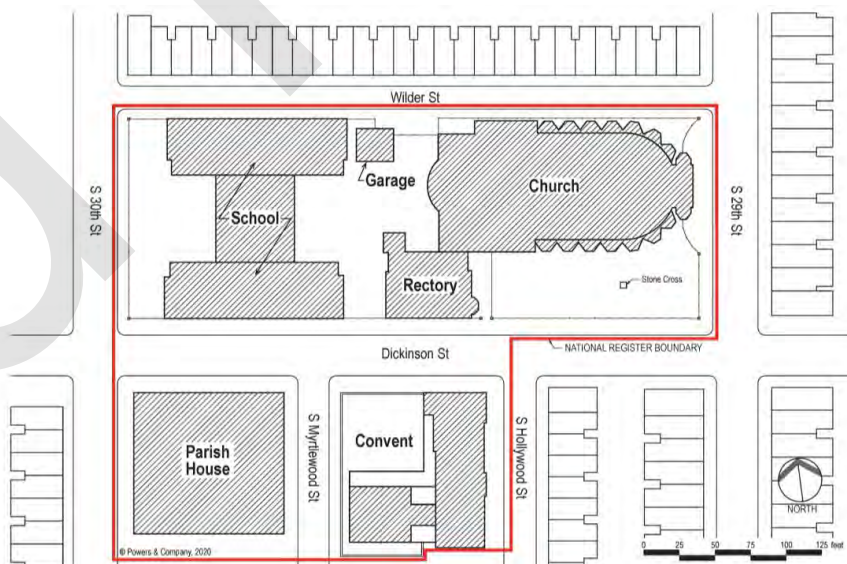 Wilder St
Garage
Church
School
S 30th St
S 29th St
Rectory
Stone Cross
Dickinson St
NATIONAL REGISTER BOUNDARY
Parish
House
S Myrtlewood St
Convent
S Hollywood St
NORTH
© Powers & Company, 2020
0 25 50 75 100 125 feet